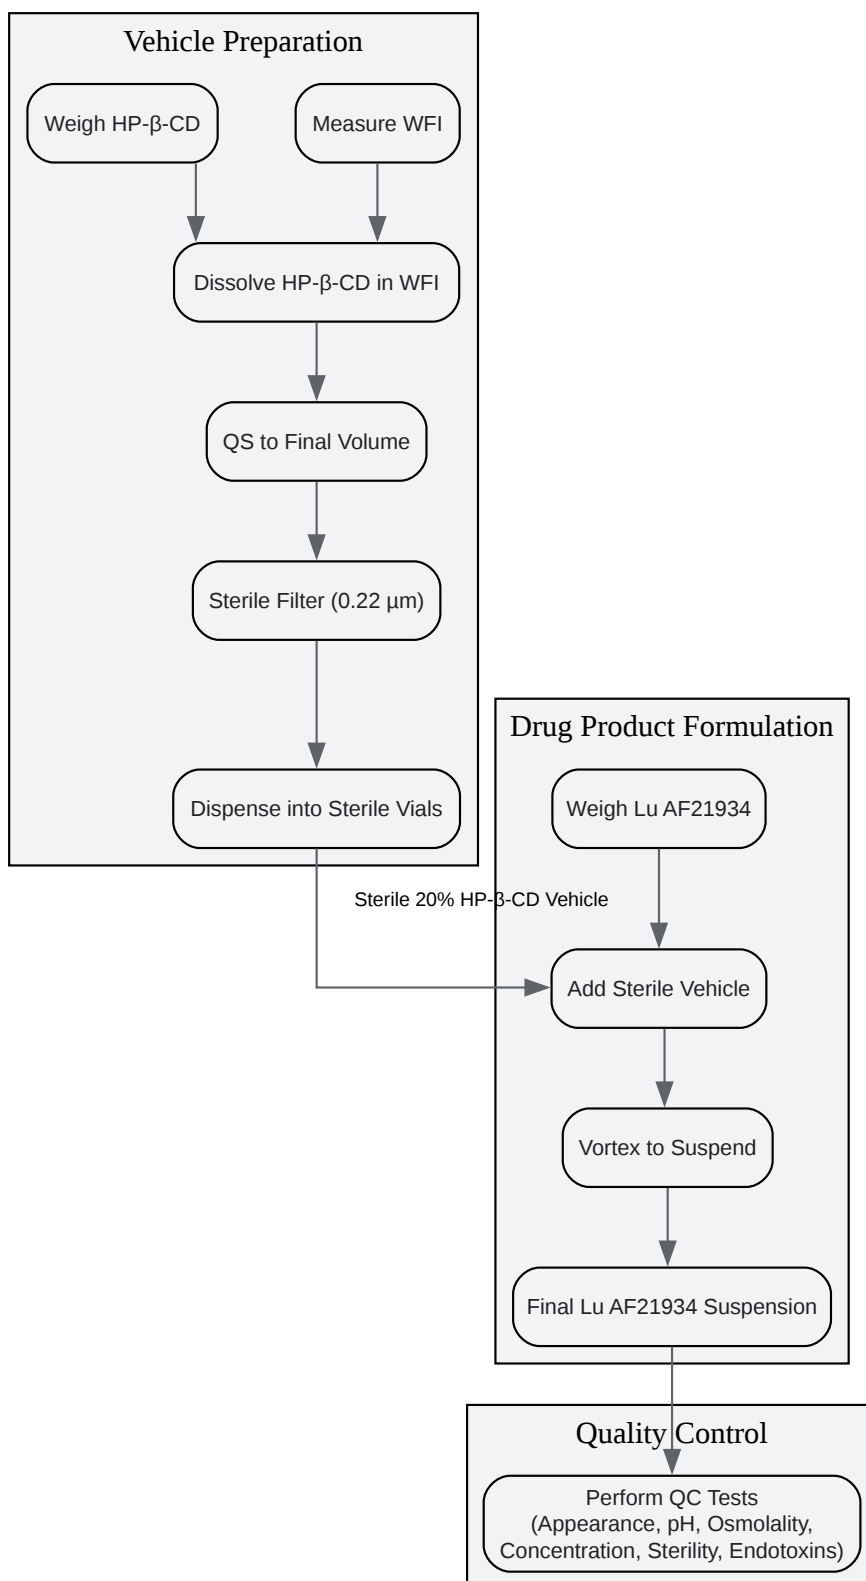 Vehicle Preparation
Weigh HP-β-CD
Measure WFI
Dissolve HP-β-CD in WFI
QS to Final Volume
Sterile Filter (0.22 µm)
Dispense into Sterile Vials
Sterile 20% HP-β-CD Vehicle
Drug Product Formulation
Weigh Lu AF21934
Add Sterile Vehicle
Vortex to Suspend
Final Lu AF21934 Suspension
Quality Control
Perform QC Tests
(Appearance, pH, Osmolality,
Concentration, Sterility, Endotoxins)